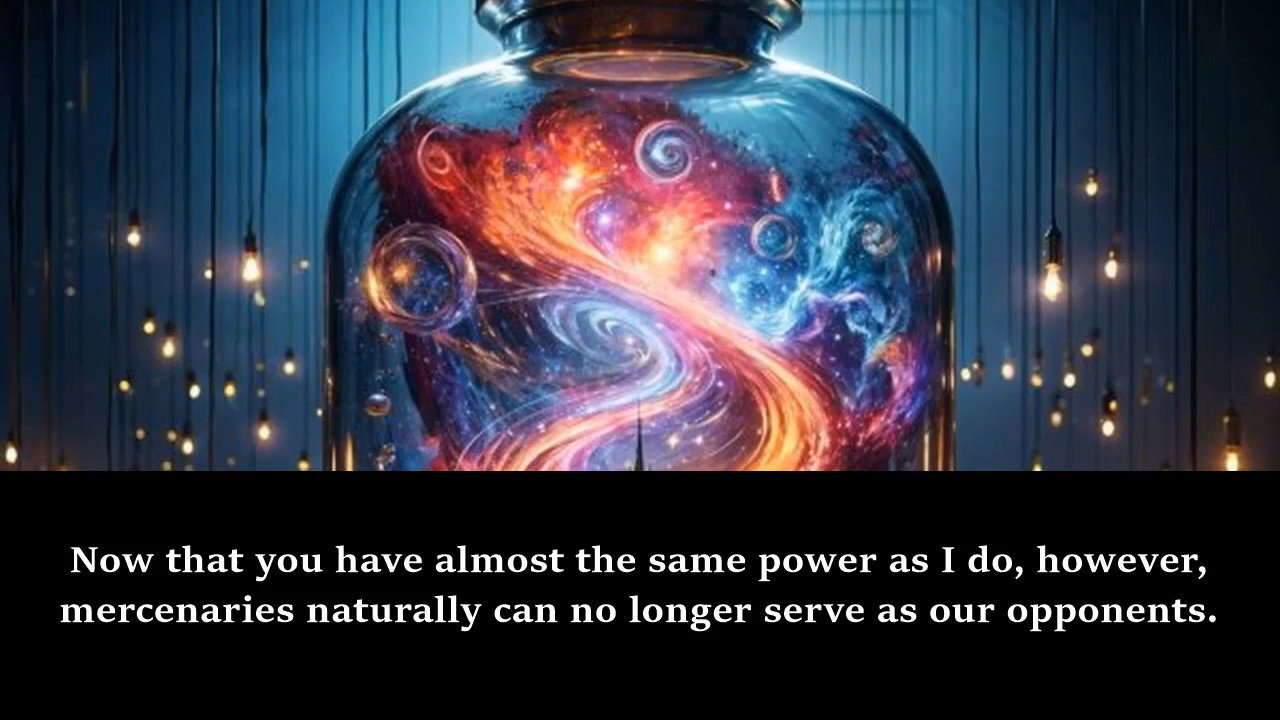 Now that you have almost the same power as I do, however,
mercenaries naturally can no longer serve as our opponents.